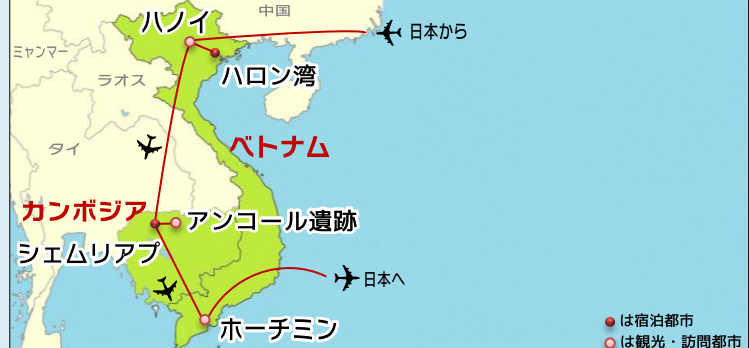 ハノイ
中国
日本から
ミャンマー
ハロン湾
ラオス
ベトナム
タイ
カンボジア
アンコール遺跡
シェムリアプ
日本へ
ホーチミン
は宿泊都市
は観光・訪問都市